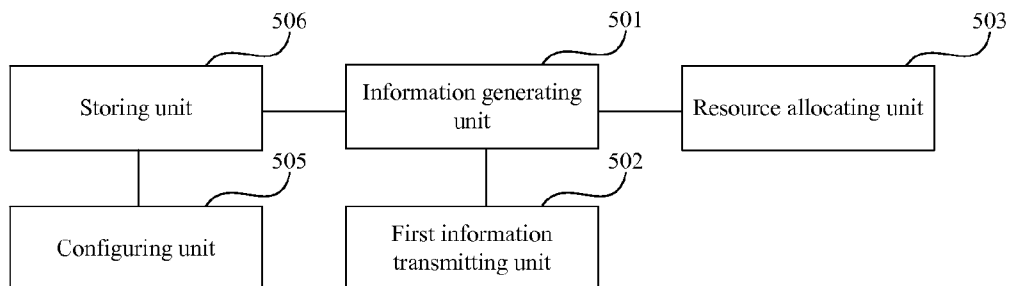 506
501
503
Storing unit
Information generating
unit
Resource allocating unit
505
502
Configuring unit
First information
transmitting unit